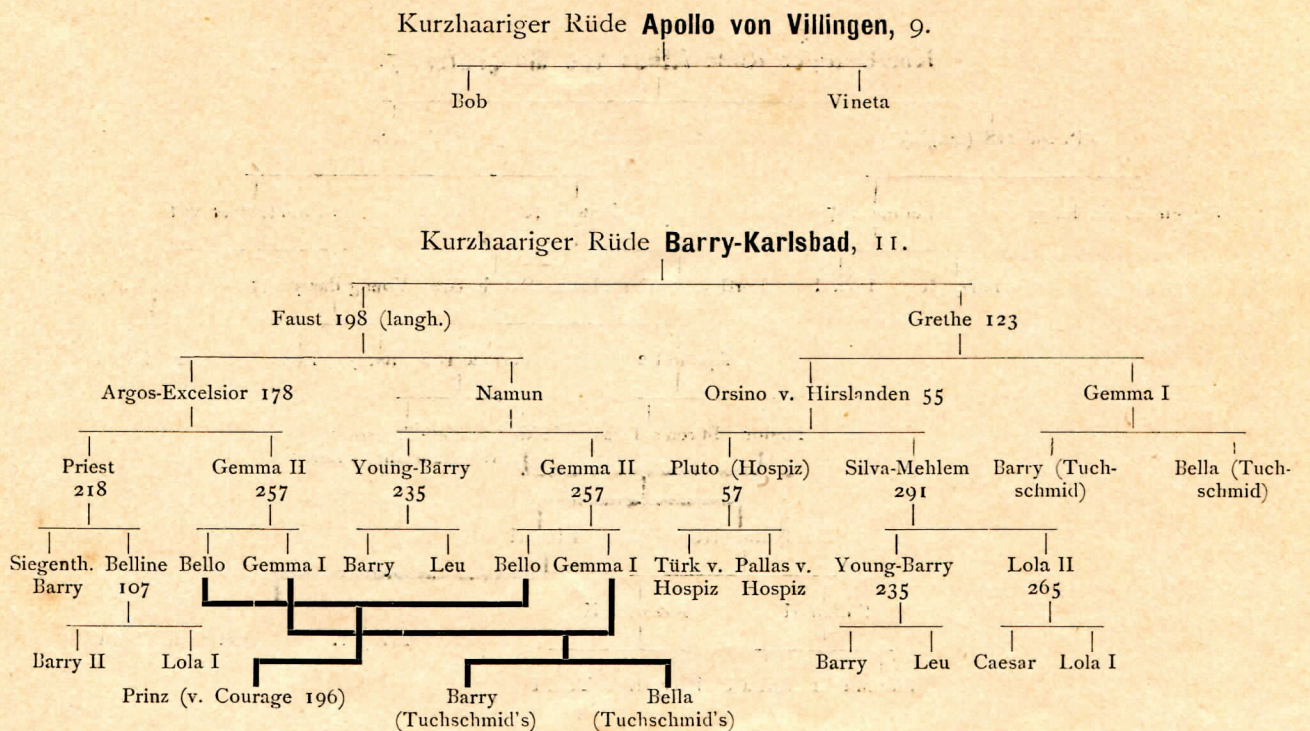 Kurzhaariger Rüde Apollo von Villingen, 9.
Bob Vineta
Kurzhaariger Rüde Barry-Karlsbad, 11.
Faust 198 (langh.) Grethe 123
Argos-Excelsior 178 Namun Orsino v. Hirslanden 55 Gemma I
Priest Gemma II Young-Barry Gemma II Pluto (Hospiz) Silva-Mehlem Barry (Tuch- Bella (Tuch-
218 257 235 257 57 291 schmid) schmid)
Siegenth. Belline Bello Gemma I Barry Leu Bello Gemma I Türk v. Pallas v. Young-Barry Lola II
Barry 107 Hospiz Hospiz 235 265
Barry II Lola I Barry Leu Caesar Lola I
Prinz (v. Courage 196) Barry Bella
(Tuchschmid's) (Tuchschmid's)